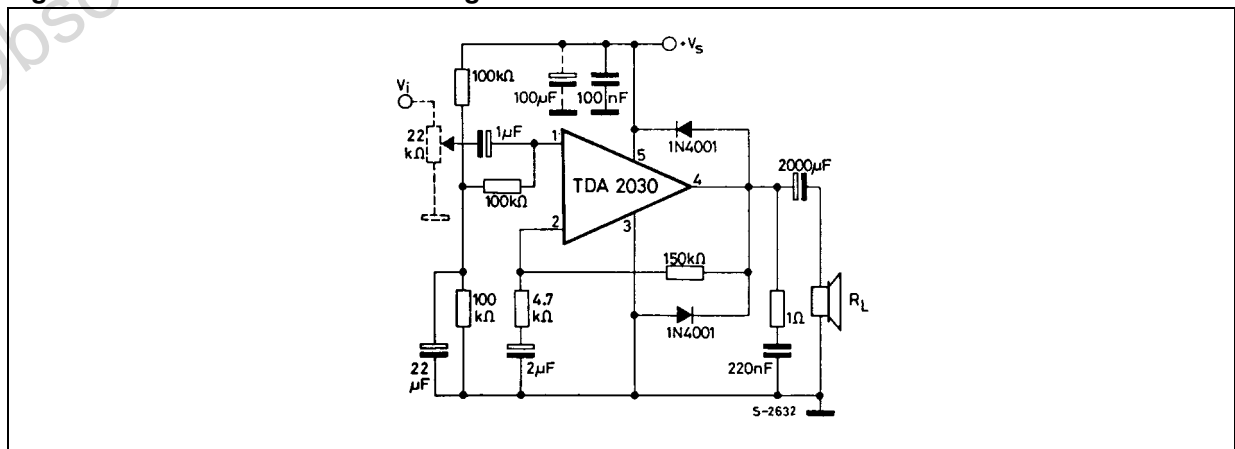 obso
+Vs
100kΩ
100µF
100nF
Vi
22
kΩ
1µF
1
5
1N4001
2000µF
TDA 2030
4
100kΩ
2
3
150kΩ
100
kΩ
4.7
kΩ
1N4001
1Ω
RL
22
µF
2µF
220nF
S-2632